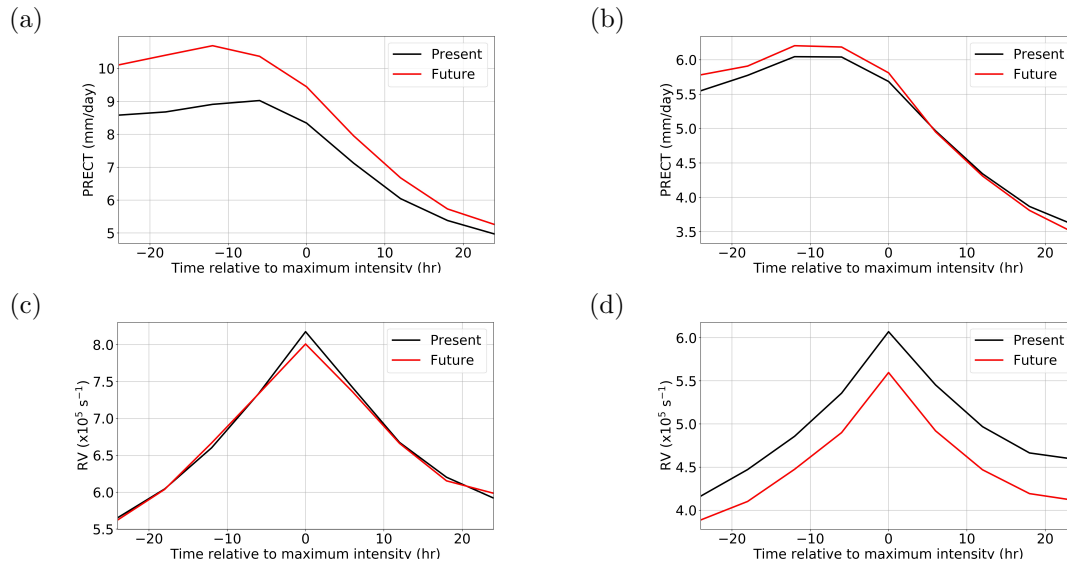 (a)
PRECT (mm/day)
10
9
8
7
6
5
Present
Future
−20 −10 0 10 20
Time relative to maximum intensity (hr)
(b)
PRECT (mm/day)
6.0
5.5
5.0
4.5
4.0
3.5
Present
Future
−20 −10 0 10 20
Time relative to maximum intensity (hr)
(c)
RV (x10⁵ s⁻¹)
8.0
7.5
7.0
6.5
6.0
5.5
Present
Future
−20 −10 0 10 20
Time relative to maximum intensity (hr)
(d)
RV (x10⁵ s⁻¹)
6.0
5.5
5.0
4.5
4.0
Present
Future
−20 −10 0 10 20
Time relative to maximum intensity (hr)